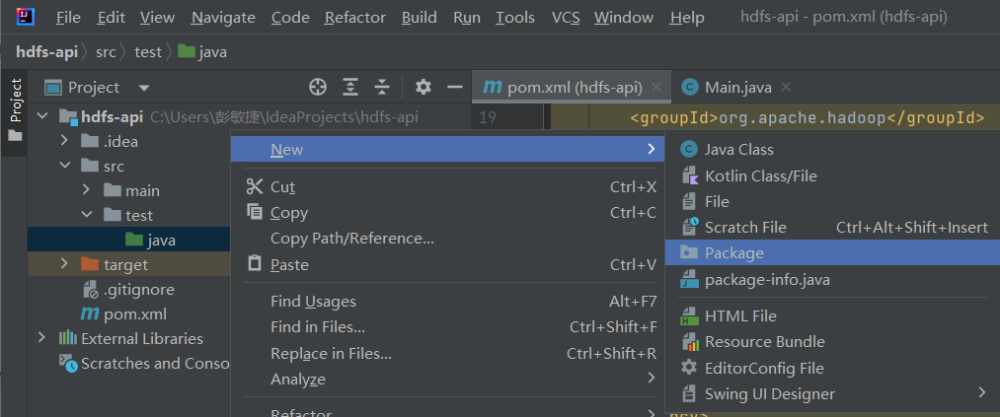 File Edit View Navigate Code Refactor Hadoop Build Run Tools VCS Window Help hdfs-api - pom.xml (hdfs-api)
hdfs-api src test java
Project
Project
pom.xml (hdfs-api)
Main.java
hdfs-api C:\Users\彭敏捷\IdeaProjects\hdfs-api
.idea
src
main
test
java
target
.gitignore
pom.xml
External Libraries
Scratches and Conso
19 <groupId>org.apache.hadoop</groupId>
New
Cut Ctrl+X
Copy Ctrl+C
Copy Path/Reference...
Paste Ctrl+V
Find Usages Alt+F7
Find in Files... Ctrl+Shift+F
Replace in Files... Ctrl+Shift+R
Analyze
Refactor
Java Class
Kotlin Class/File
File
Scratch File Ctrl+Alt+Shift+Insert
Package
package-info.java
HTML File
Resource Bundle
EditorConfig File
Swing UI Designer